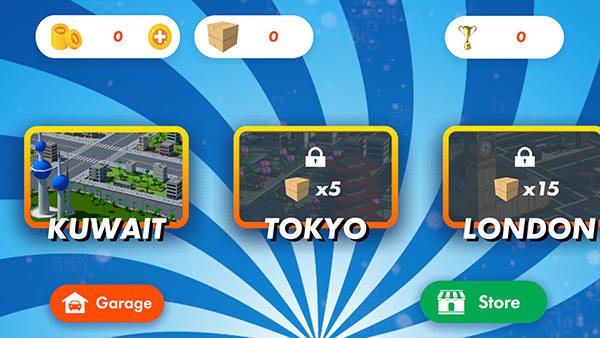 0
0
0
x5
x15
KUWAIT
TOKYO
LONDON
Garage
Store